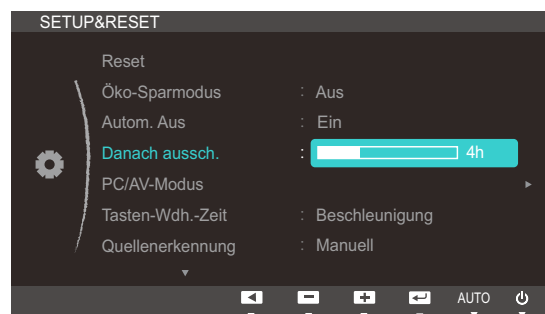 SETUP&RESET
Reset
Öko-Sparmodus : Aus
Autom. Aus : Ein
Danach aussch. : 4h
PC/AV-Modus
Tasten-Wdh.-Zeit : Beschleunigung
Quellenerkennung : Manuell
AUTO